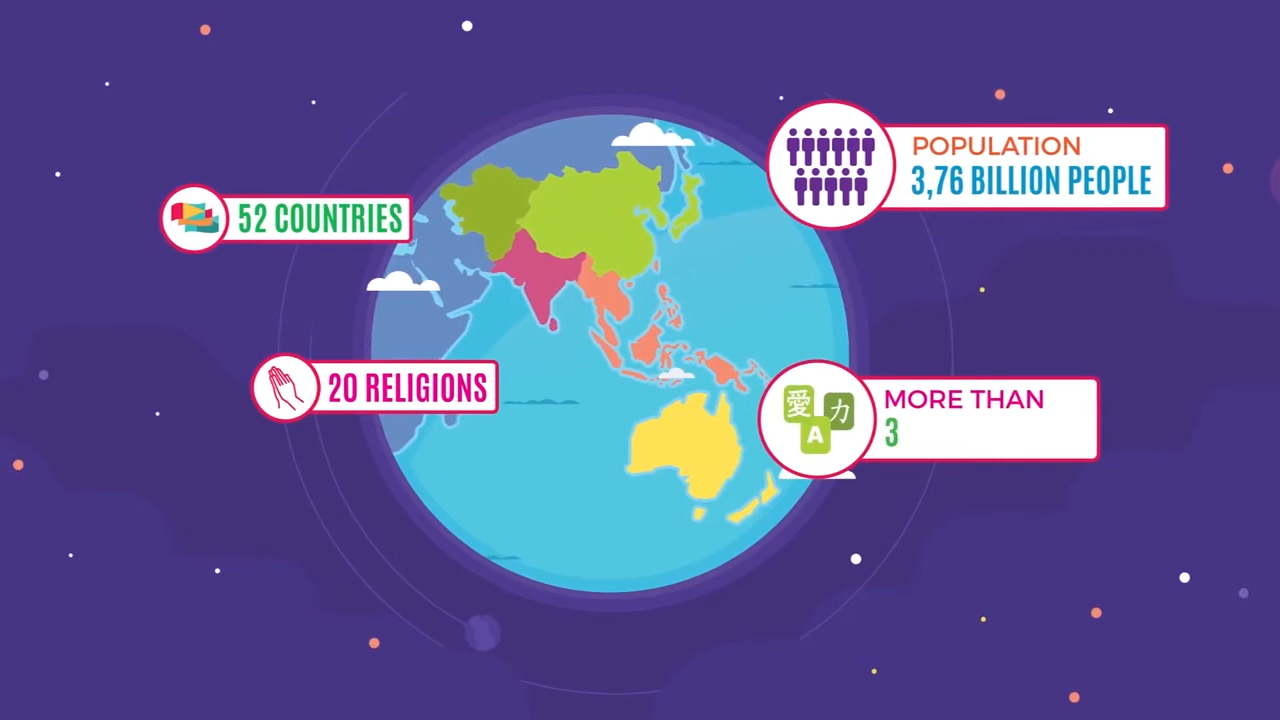 POPULATION
3,76 BILLION PEOPLE
52 COUNTRIES
20 RELIGIONS
愛
力
A
MORE THAN
3